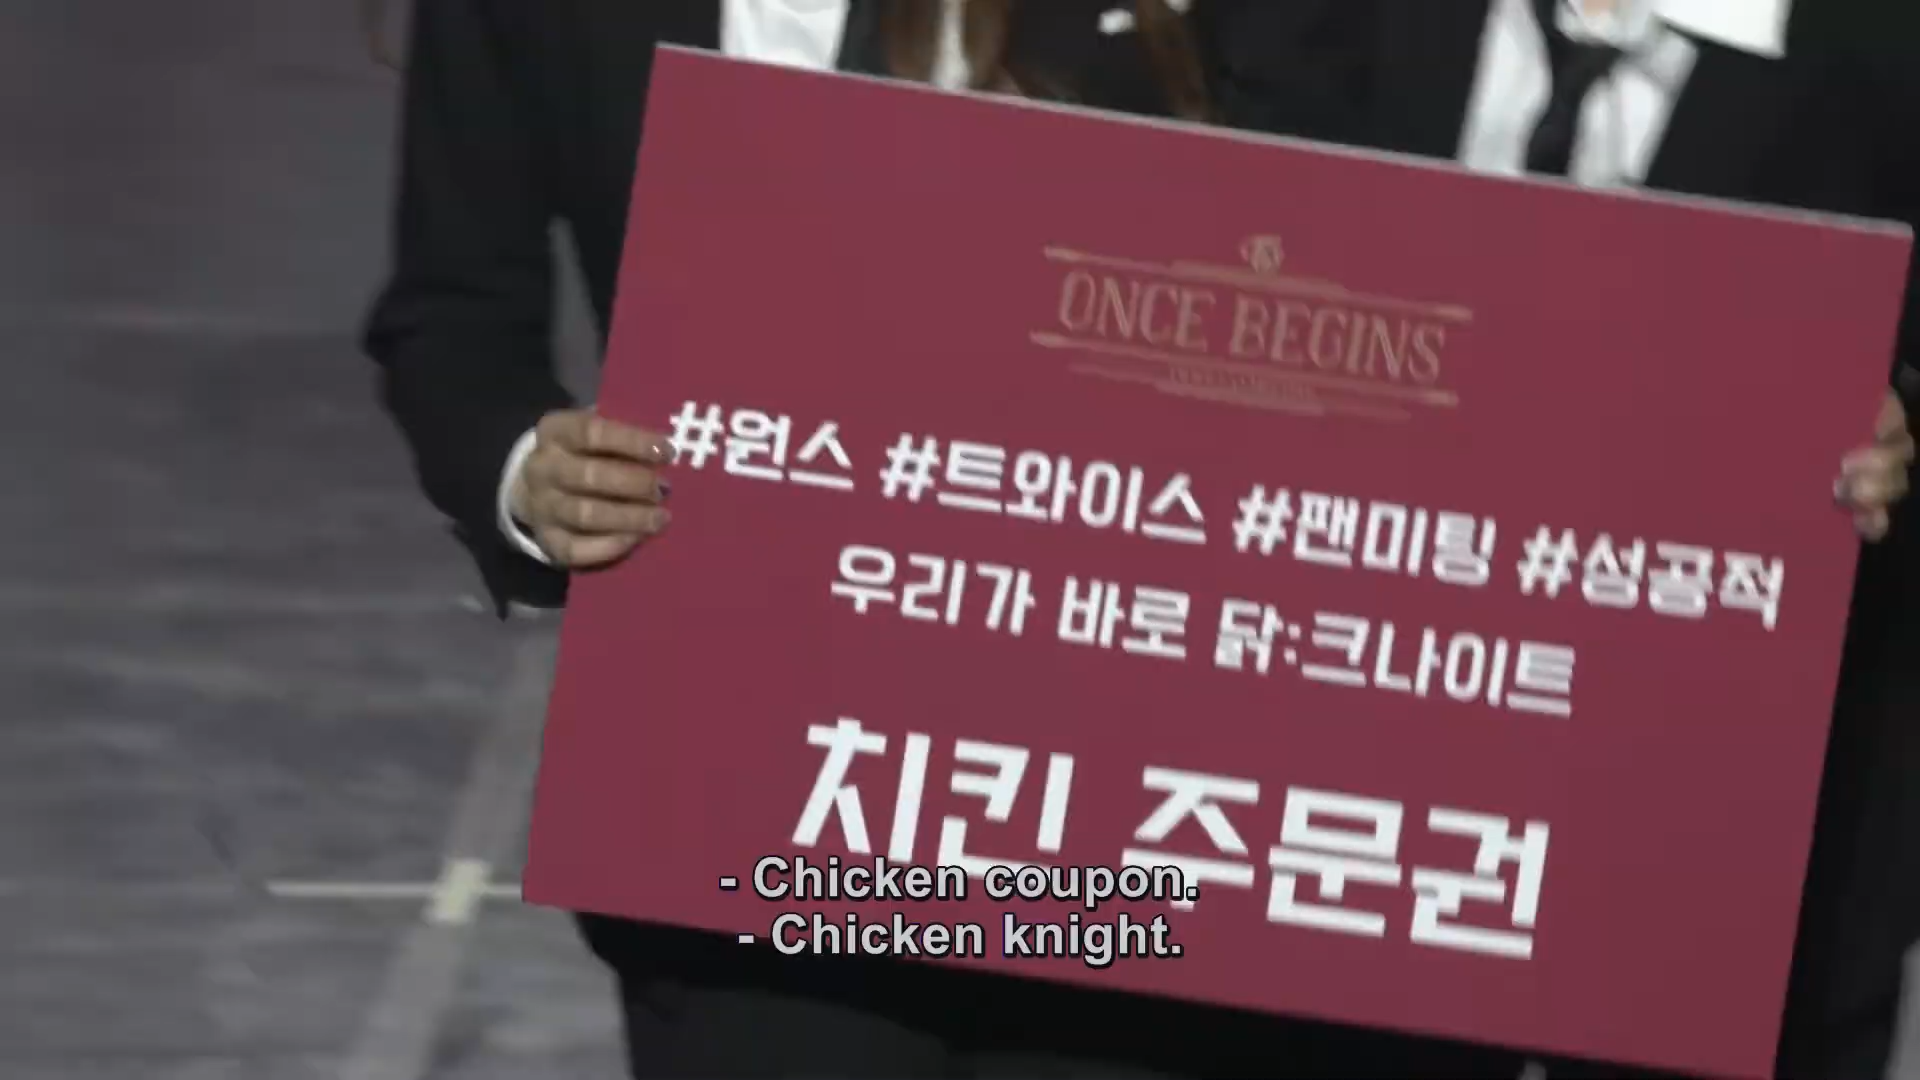 ONCE BEGINS
#원스 #트와이스 #팬미팅 #성공적
우리가 바로 닭:크나이트
치킨 주문권
- Chicken coupon.
- Chicken knight.